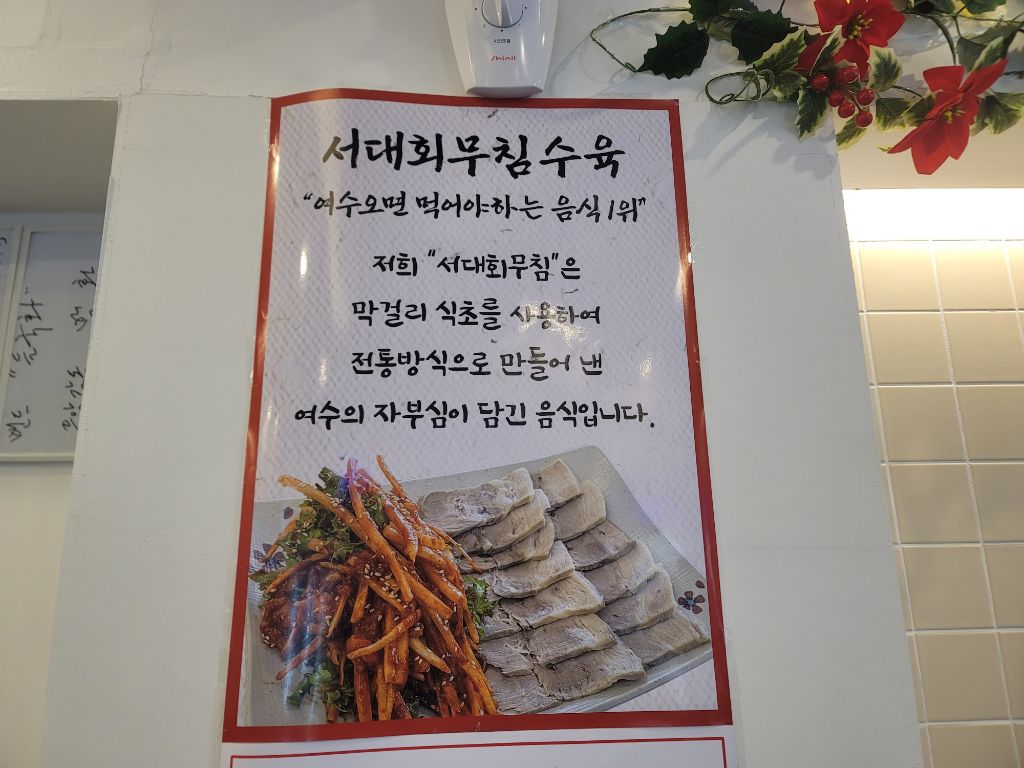 shinil
서대회무침 수육
"여수오면 먹어야하는 음식 1위"
저희 "서대회무침"은
막걸리 식초를 사용하여
전통방식으로 만들어 낸
여수의 자부심이 담긴 음식입니다.